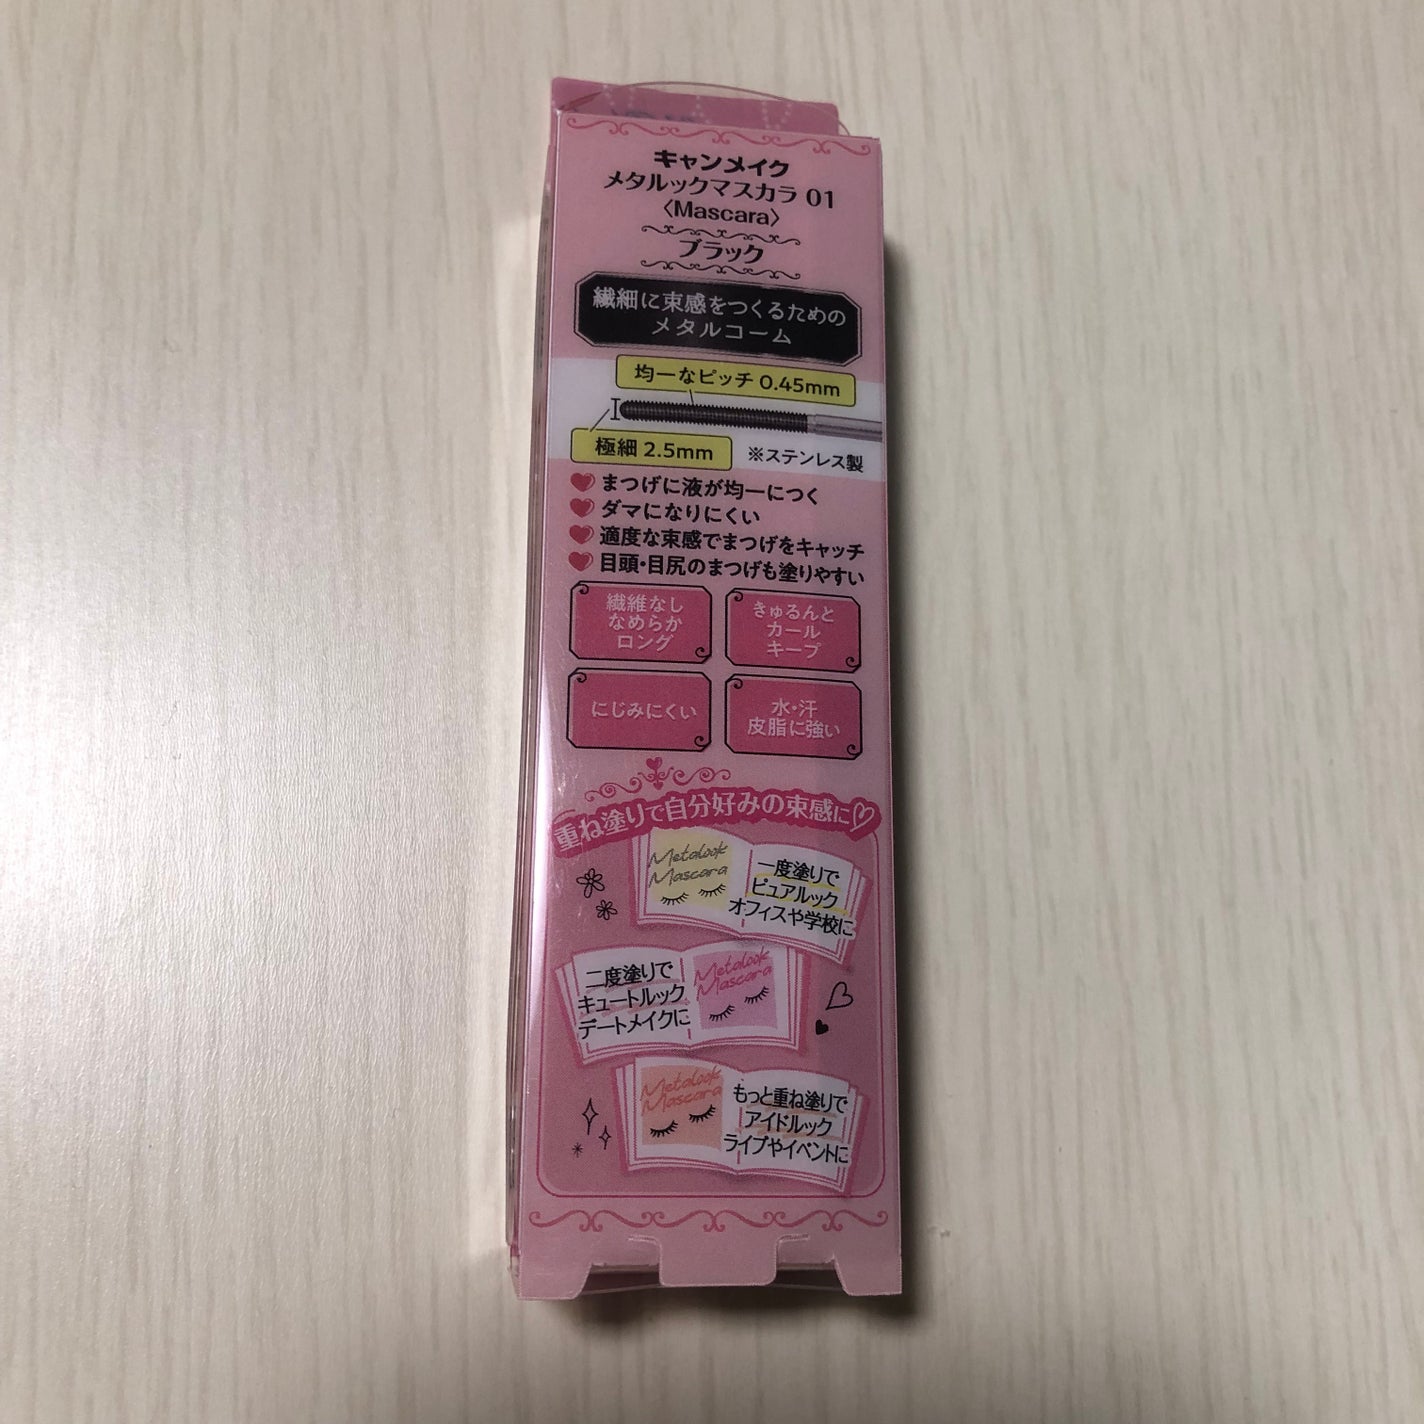 キャンメイク
メタルックマスカラ 01
〈Mascara〉
ブラック
繊細に束感をつくるための
メタルコーム
均一なピッチ 0.45mm
極細 2.5mm
※ステンレス製
まつげに液が均一につく
ダマになりにくい
適度な束感でまつげをキャッチ
目頭・目尻のまつげも塗りやすい
繊維なし
なめらか
ロング
きゅるんと
カール
キープ
にじみにくい
水・汗
皮脂に強い
重ね塗りで自分好みの束感に♡
Metalook
Mascara
一度塗りで
ピュアルック
オフィスや学校に
二度塗りで
キュートルック
デートメイクに
Metalook
Mascara
Metalook
Mascara
もっと重ね塗りで
アイドルック
ライブやイベントに